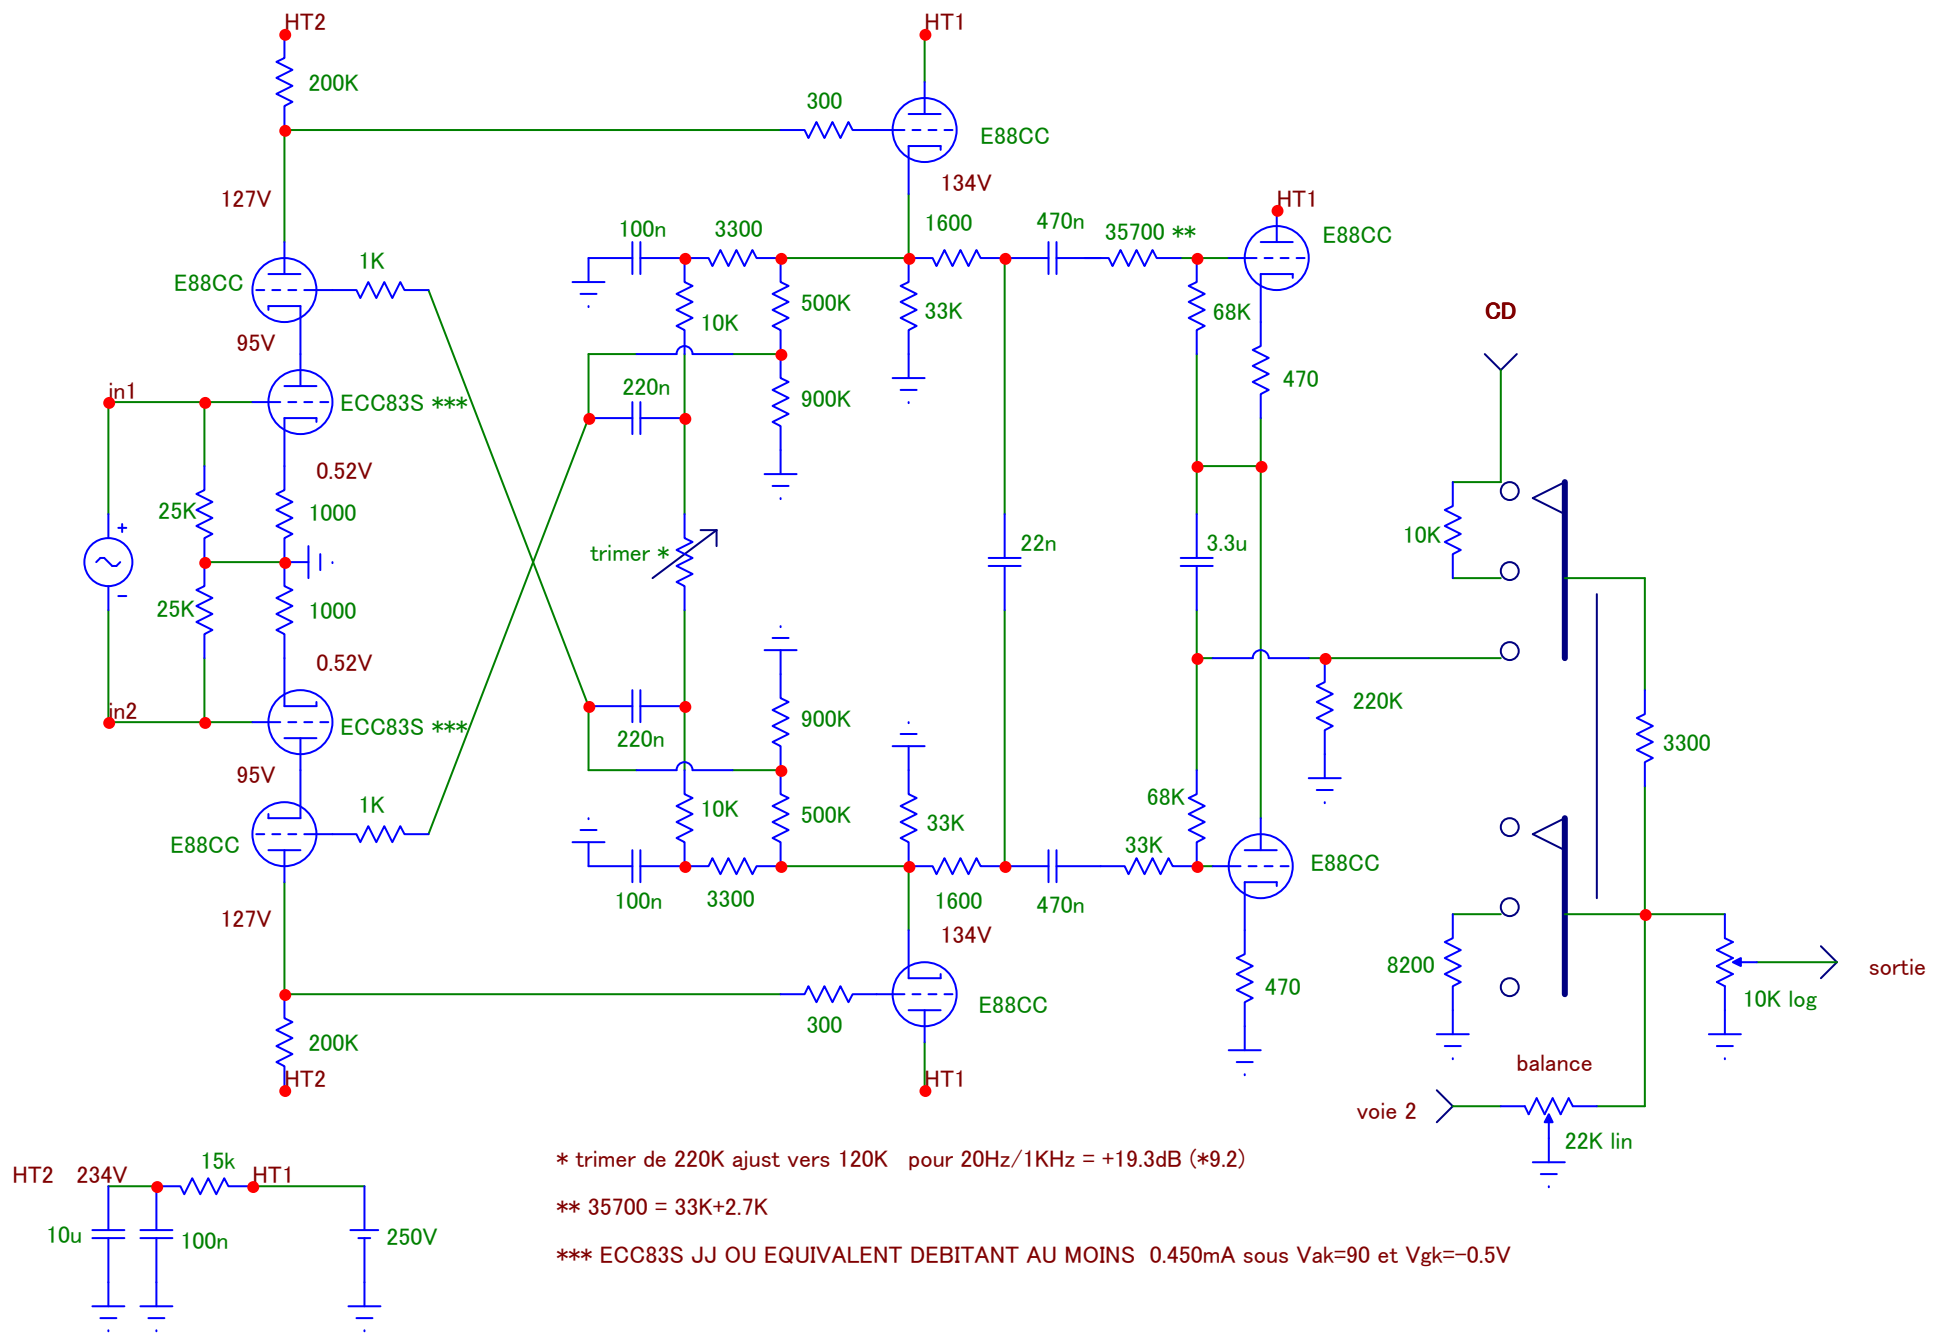 HT2
HT1
200K
300
E88CC
127V
134V
HT1
100n
3300
1600
470n
35700 **
E88CC
E88CC
1K
500K
33K
68K
CD
10K
95V
470
in1
ECC83S ***
220n
900K
0.52V
25K
1000
trimer *
22n
3.3u
10K
25K
1000
0.52V
in2
ECC83S ***
220n
900K
220K
3300
95V
1K
10K
500K
33K
68K
E88CC
33K
E88CC
100n
3300
1600
470n
127V
134V
8200
sortie
470
10K log
300
E88CC
200K
HT2
HT1
balance
voie 2
22K lin
15k
HT2 234V
HT1
10u
100n
250V
* trimer de 220K ajust vers 120K pour 20Hz/1KHz = +19.3dB (*9.2)
** 35700 = 33K+2.7K
*** ECC83S JJ OU EQUIVALENT DEBITANT AU MOINS 0.450mA sous Vak=90 et Vgk=-0.5V